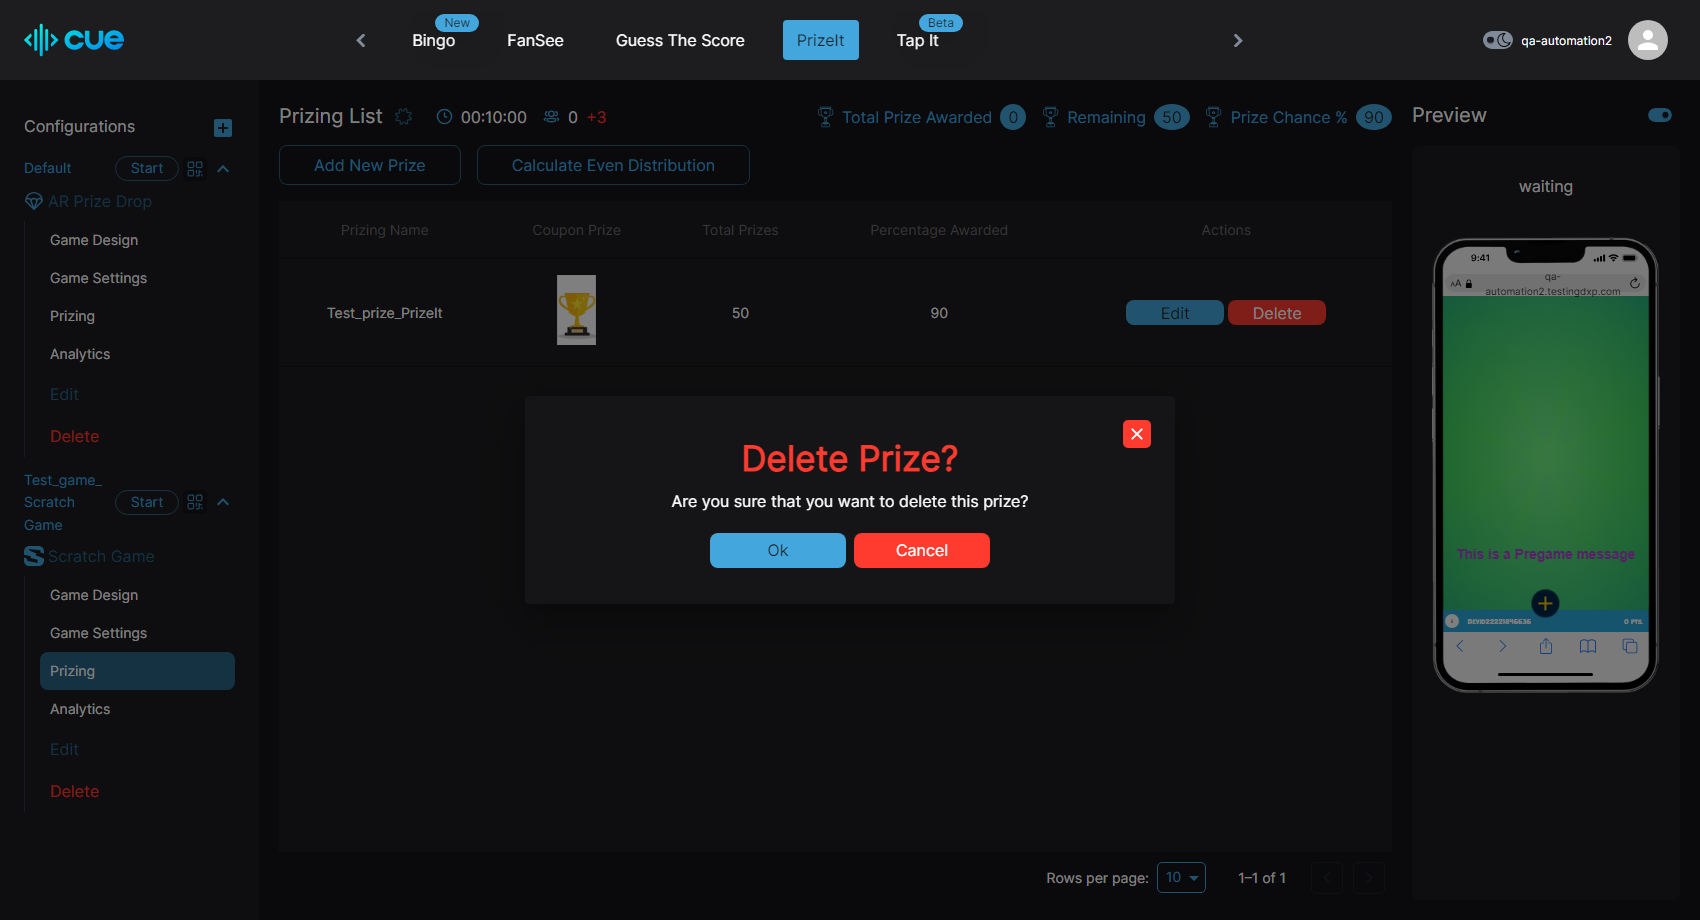 cue
New
Bingo
FanSee
Guess The Score
PrizeIt
Beta
Tap It
qa-automation2
Configurations
Default
Start
AR Prize Drop
Game Design
Game Settings
Prizing
Analytics
Edit
Delete
Test_game_
Scratch
Game
Start
Scratch Game
Game Design
Game Settings
Prizing
Analytics
Edit
Delete
Prizing List
00:10:00
0
+3
Total Prize Awarded 0
Remaining 50
Prize Chance % 90
Add New Prize
Calculate Even Distribution
Prizing Name
Coupon Prize
Total Prizes
Percentage Awarded
Actions
Test_prize_PrizeIt
50
90
Edit
Delete
Delete Prize?
Are you sure that you want to delete this prize?
Ok
Cancel
Rows per page:
10
1–1 of 1
Preview
waiting
9:41
AA
qa-
automation2.testingdxp.com
This is a Pregame message
0 PTS.